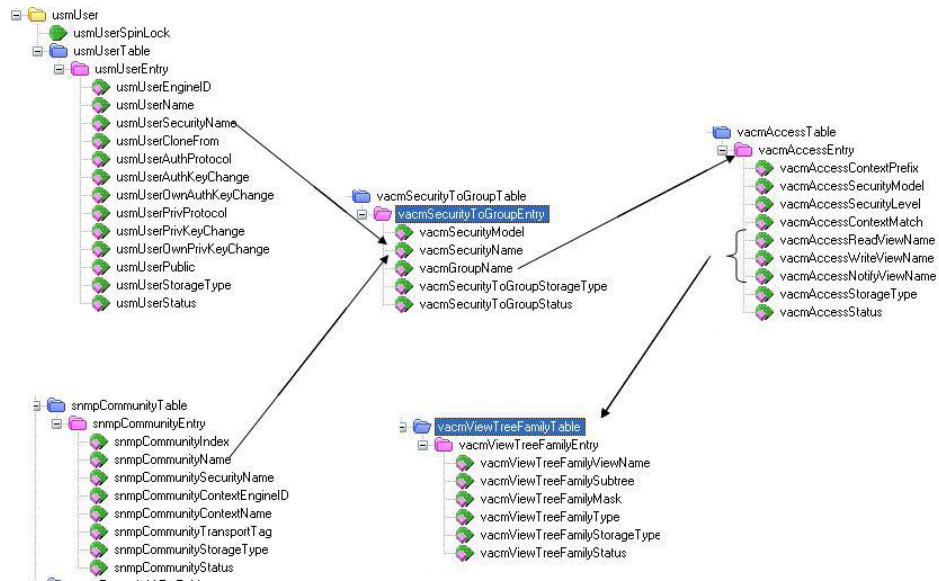 usmUser
usmUserSpinLock
usmUserTable
usmUserEntry
usmUserEngineID
usmUserName
usmUserSecurityName
usmUserCloneFrom
usmUserAuthProtocol
usmUserAuthKeyChange
usmUserOwnAuthKeyChange
usmUserPrivProtocol
usmUserPrivKeyChange
usmUserOwnPrivKeyChange
usmUserPublic
usmUserStorageType
usmUserStatus
vacmSecurityToGroupTable
vacmSecurityToGroupEntry
vacmSecurityModel
vacmSecurityName
vacmGroupName
vacmSecurityToGroupStorageType
vacmSecurityToGroupStatus
vacmAccessTable
vacmAccessEntry
vacmAccessContextPrefix
vacmAccessSecurityModel
vacmAccessSecurityLevel
vacmAccessContextMatch
vacmAccessReadViewName
vacmAccessWriteViewName
vacmAccessNotifyViewName
vacmAccessStorageType
vacmAccessStatus
snmpCommunityTable
snmpCommunityEntry
snmpCommunityIndex
snmpCommunityName
snmpCommunitySecurityName
snmpCommunityContextEngineID
snmpCommunityContextName
snmpCommunityTransportTag
snmpCommunityStorageType
snmpCommunityStatus
vacmViewTreeFamilyTable
vacmViewTreeFamilyEntry
vacmViewTreeFamilyViewName
vacmViewTreeFamilySubtree
vacmViewTreeFamilyMask
vacmViewTreeFamilyType
vacmViewTreeFamilyStorageType
vacmViewTreeFamilyStatus